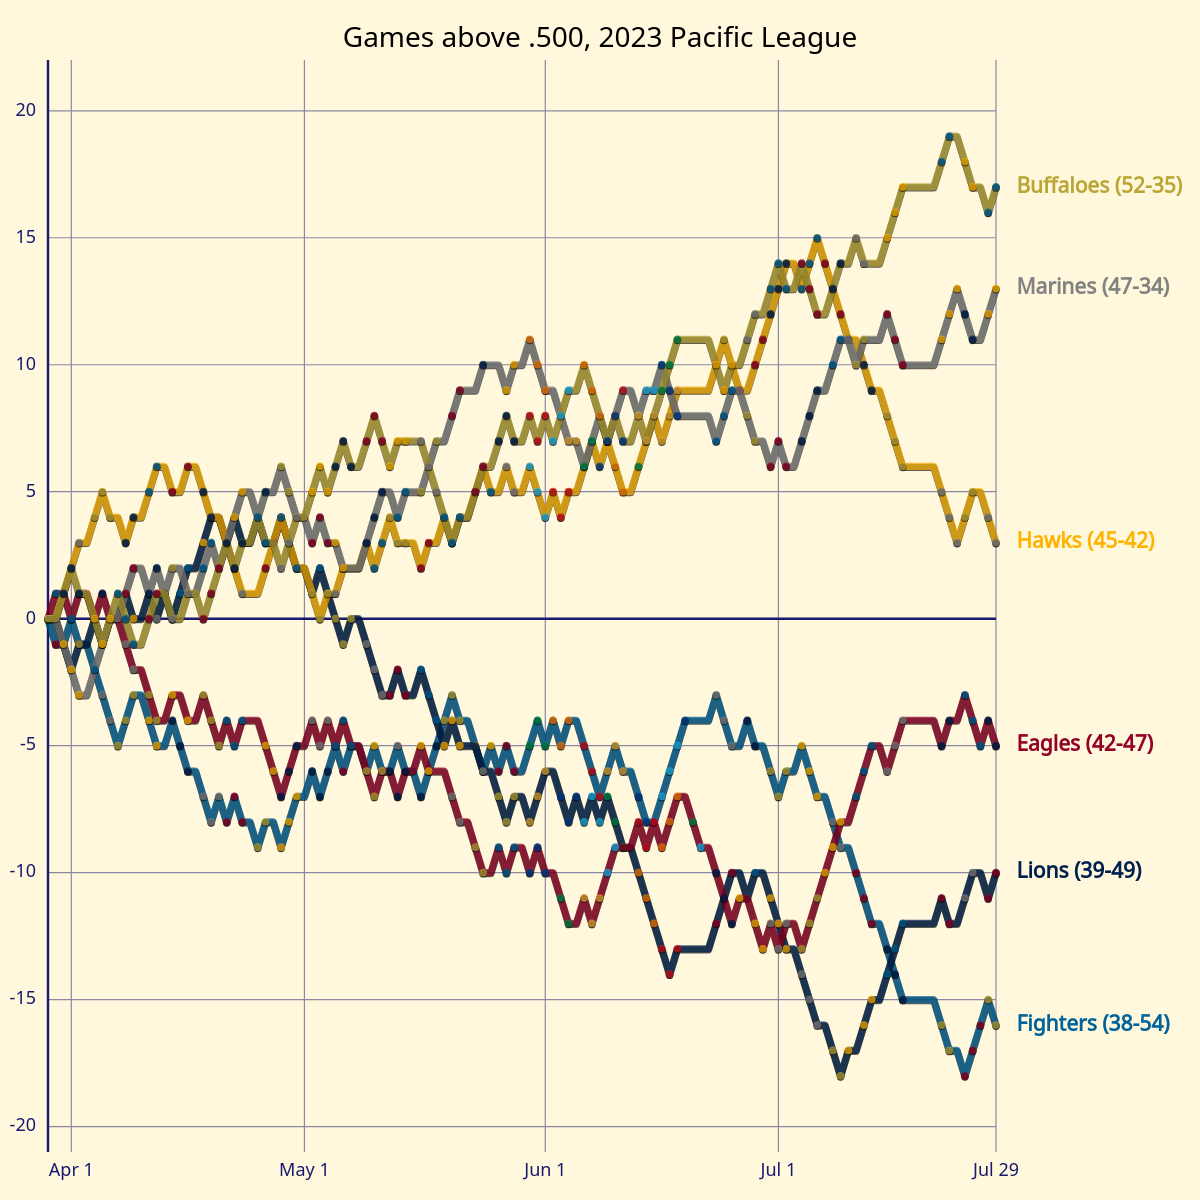 Games above .500, 2023 Pacific League
20
15
10
5
0
-5
-10
-15
-20
Buffaloes (52-35)
Marines (47-34)
Hawks (45-42)
Eagles (42-47)
Lions (39-49)
Fighters (38-54)
Apr 1
May 1
Jun 1
Jul 1
Jul 29